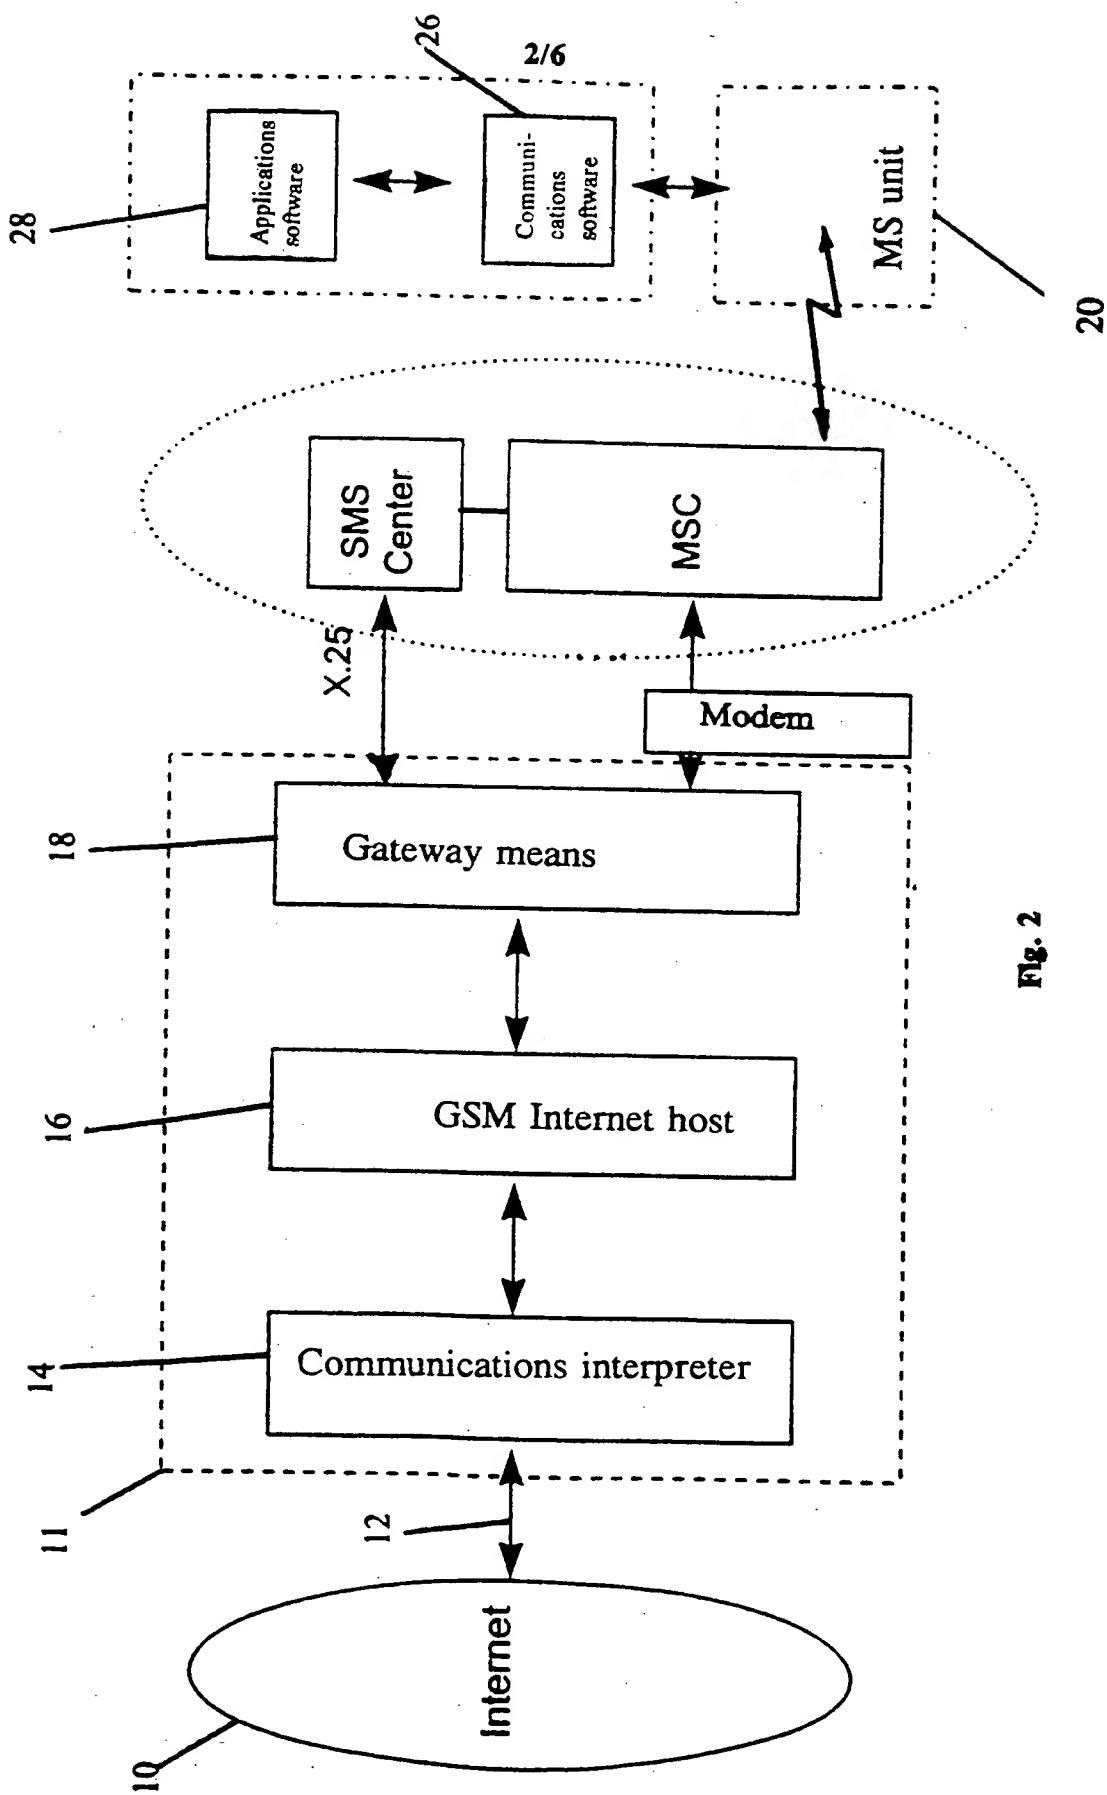 2/6
26
28
Applications
software
Communi-
cations
software
MS unit
20
SMS
Center
MSC
X.25
Modem
18
Gateway means
16
GSM Internet host
14
Communications interpreter
11
12
10
Internet
Fig. 2